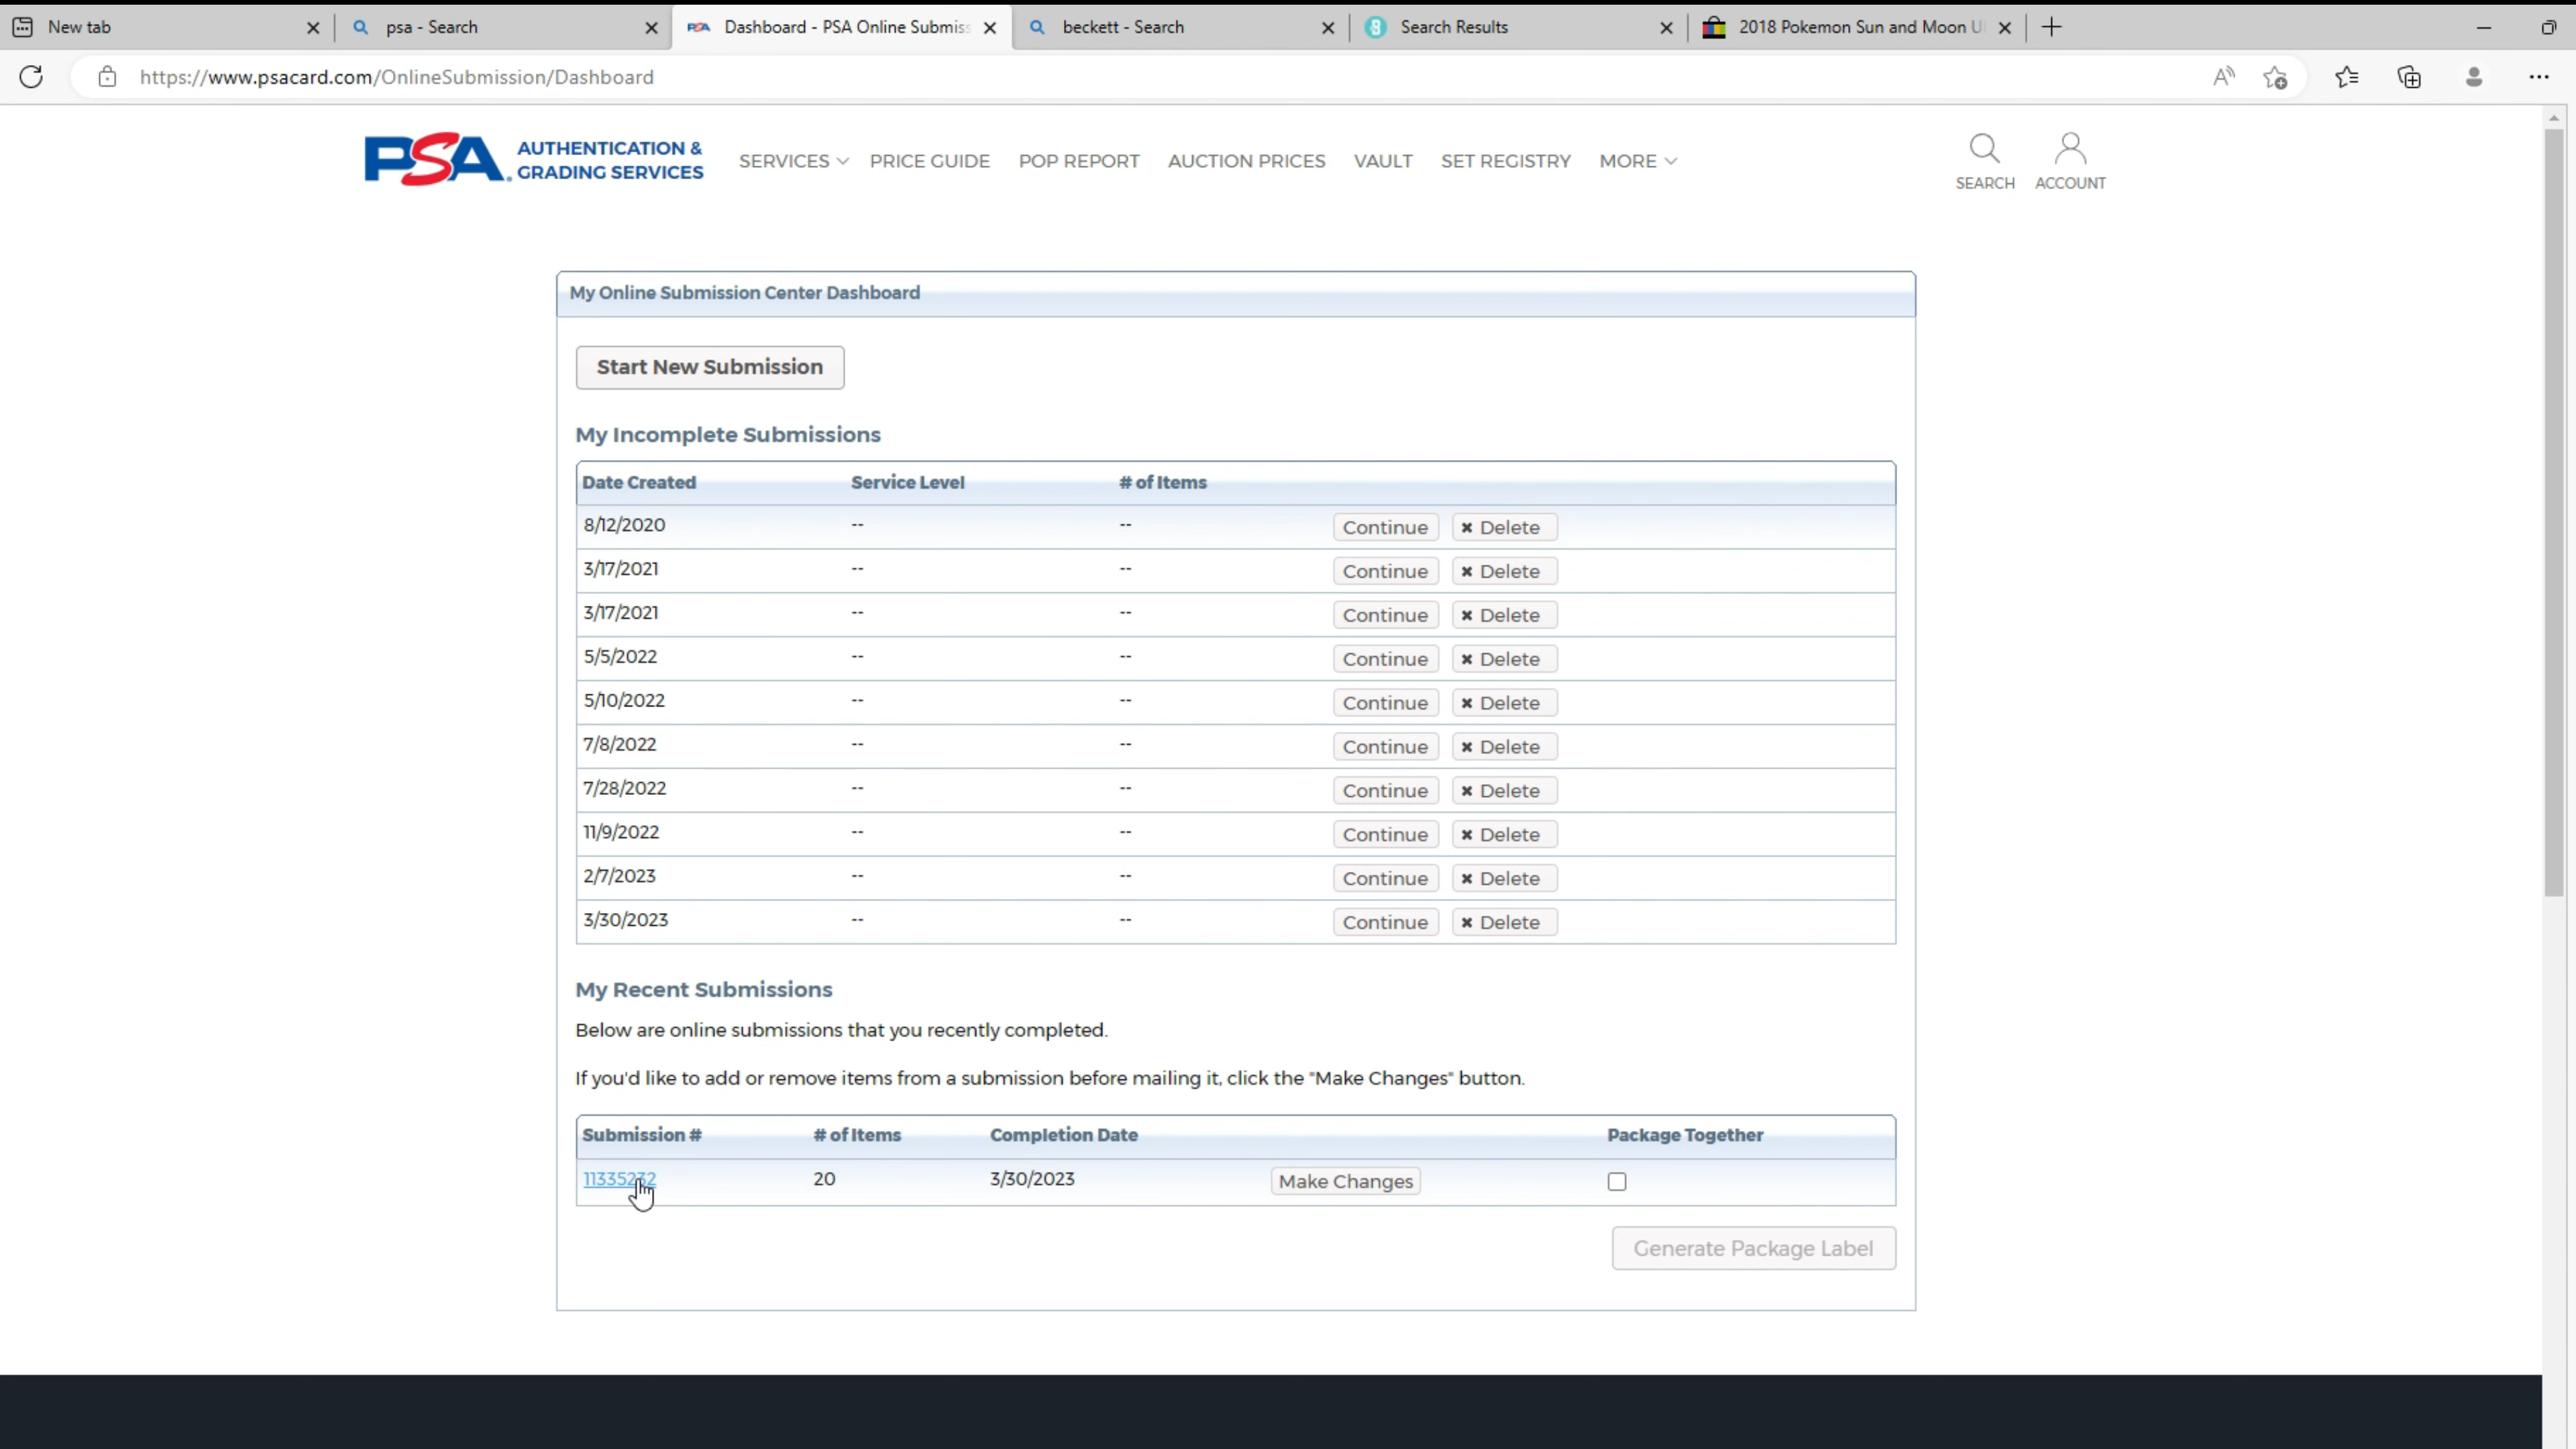 New tab
psa - Search
Dashboard - PSA Online Submiss
beckett - Search
Search Results
2018 Pokemon Sun and Moon Ul
https://www.psacard.com/OnlineSubmission/Dashboard
PSA AUTHENTICATION & GRADING SERVICES
SERVICES PRICE GUIDE POP REPORT AUCTION PRICES VAULT SET REGISTRY MORE
SEARCH ACCOUNT
My Online Submission Center Dashboard
Start New Submission
My Incomplete Submissions
Date Created Service Level # of Items
8/12/2020 -- -- Continue Delete
3/17/2021 -- -- Continue Delete
3/17/2021 -- -- Continue Delete
5/5/2022 -- -- Continue Delete
5/10/2022 -- -- Continue Delete
7/8/2022 -- -- Continue Delete
7/28/2022 -- -- Continue Delete
11/9/2022 -- -- Continue Delete
2/7/2023 -- -- Continue Delete
3/30/2023 -- -- Continue Delete
My Recent Submissions
Below are online submissions that you recently completed.
If you'd like to add or remove items from a submission before mailing it, click the "Make Changes" button.
Submission # # of Items Completion Date Package Together
11335232 20 3/30/2023 Make Changes
Generate Package Label